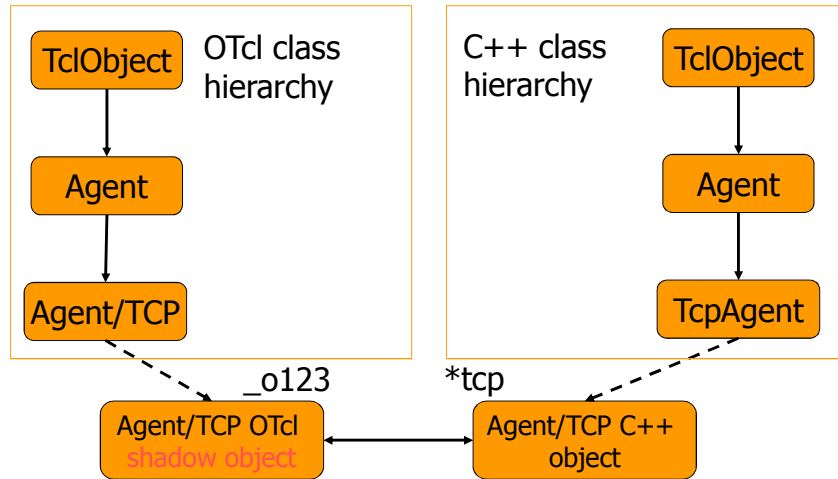 TclObject
OTcl class
hierarchy
Agent
Agent/TCP
C++ class
hierarchy
TclObject
Agent
TcpAgent
_o123
*tcp
Agent/TCP OTcl
shadow object
Agent/TCP C++
object